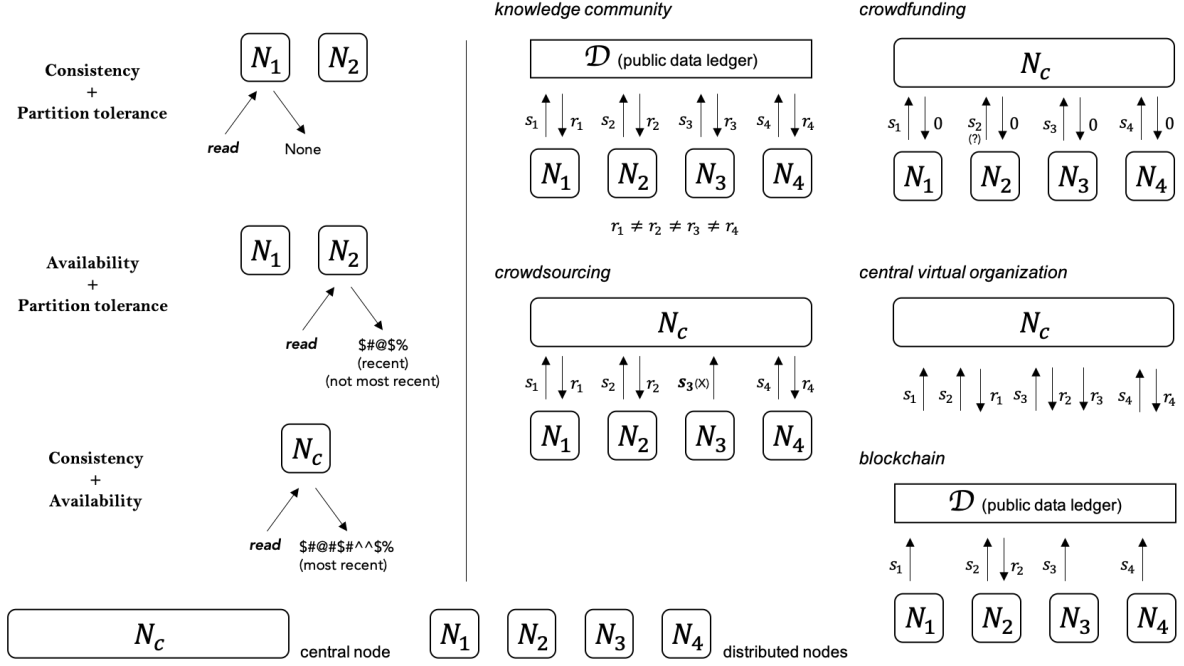 Consistency
+
Partition tolerance
N₁ N₂
read None
Availability
+
Partition tolerance
N₁ N₂
read $#@$%
(recent)
(not most recent)
Consistency
+
Availability
N_c
read $#@#$#^^$%
(most recent)
knowledge community
𝒟 (public data ledger)
s₁ r₁ s₂ r₂ s₃ r₃ s₄ r₄
N₁ N₂ N₃ N₄
r₁ ≠ r₂ ≠ r₃ ≠ r₄
crowdsourcing
N_c
s₁ r₁ s₂ r₂ s₃(X) s₄ r₄
N₁ N₂ N₃ N₄
crowdfunding
N_c
s₁ 0 s₂ 0 s₃ 0 s₄ 0
(?)
N₁ N₂ N₃ N₄
central virtual organization
N_c
s₁ s₂ r₁ s₃ r₂ r₃ s₄ r₄
blockchain
𝒟 (public data ledger)
s₁ s₂ r₂ s₃ s₄
N₁ N₂ N₃ N₄
N_c central node
N₁ N₂ N₃ N₄ distributed nodes